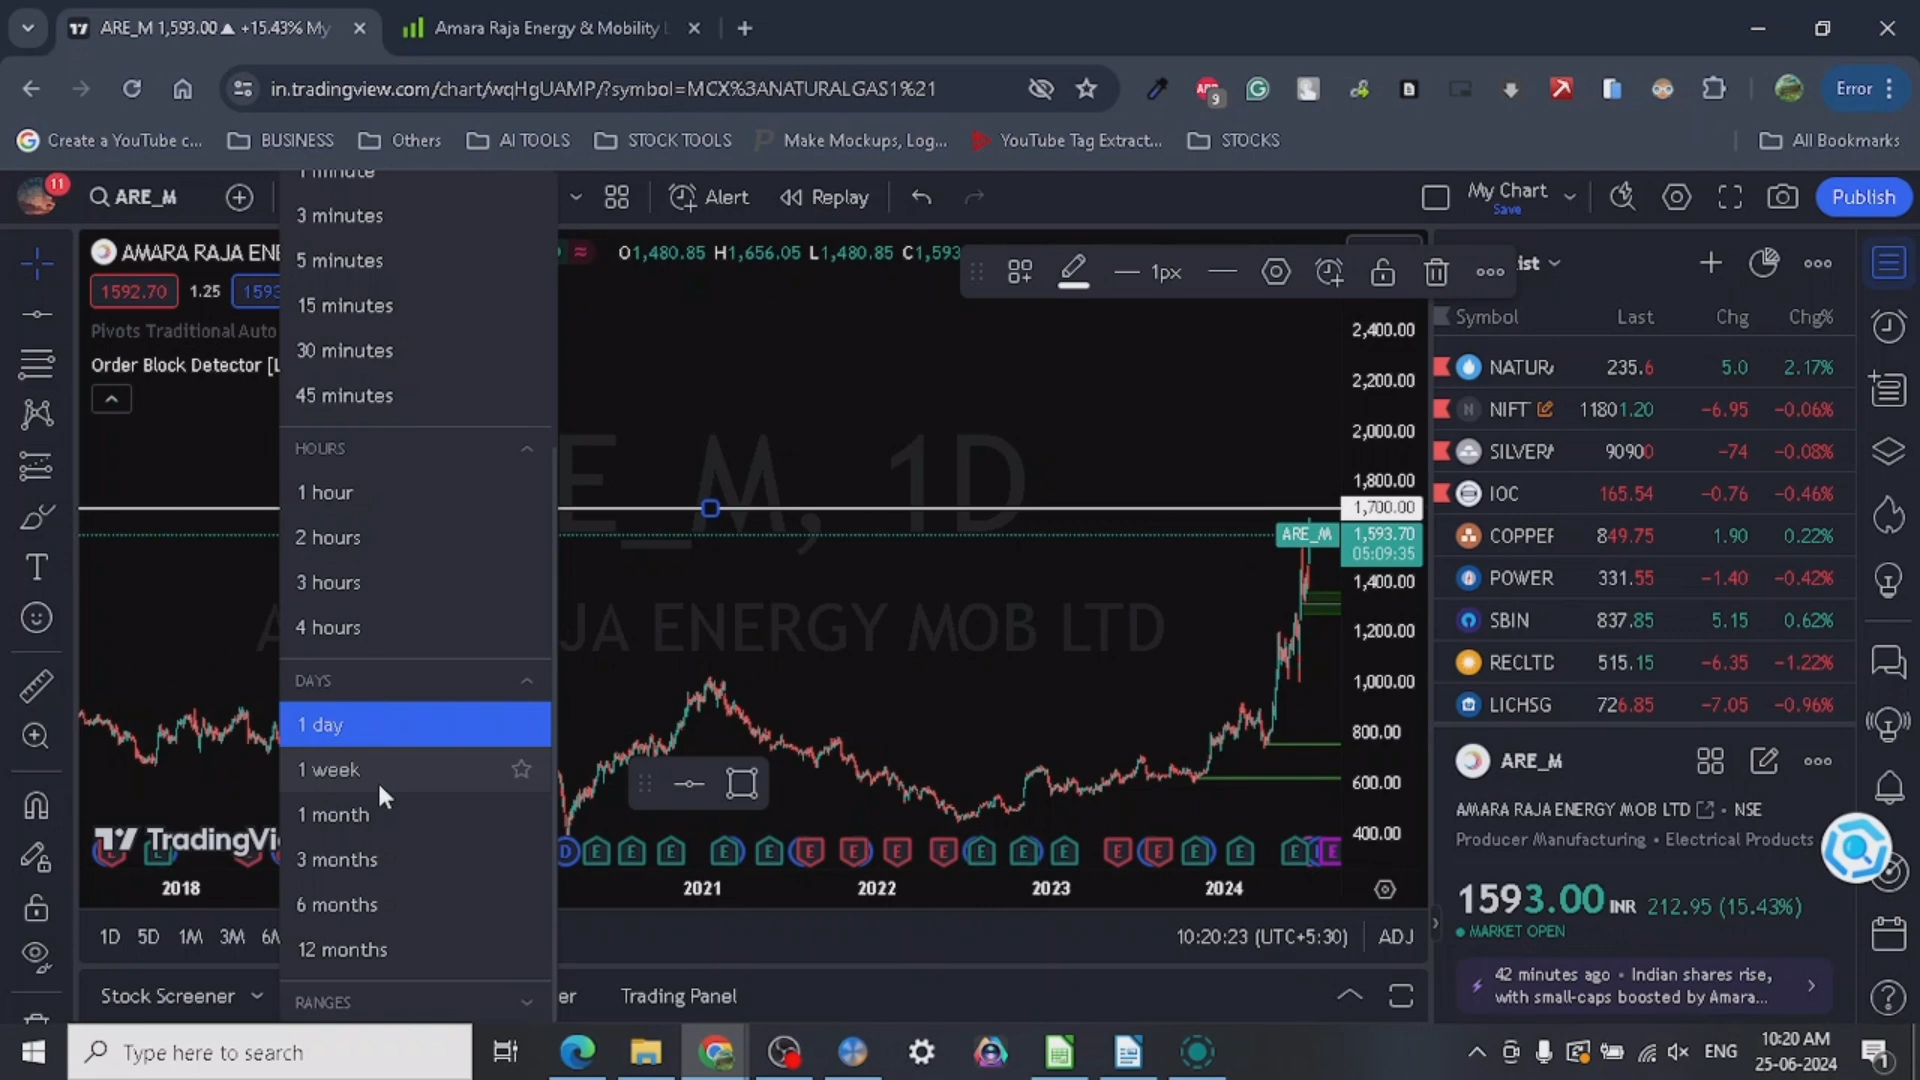 ARE_M 1,593.00 ▲ +15.43% My
Amara Raja Energy & Mobility
in.tradingview.com/chart/wqHgUAMP/?symbol=MCX%3ANATURALGAS1%21
9
Error
Create a YouTube c...
BUSINESS
Others
AI TOOLS
STOCK TOOLS
Make Mockups, Log...
YouTube Tag Extract...
STOCKS
All Bookmarks
11
ARE_M
Alert
Replay
My Chart
Save
Publish
AMARA RAJA ENE
O1,480.85 H1,656.05 L1,480.85 C1,593
1592.70
1.25
1593
Pivots Traditional Auto
Order Block Detector [L
1px
1 minute
3 minutes
5 minutes
15 minutes
30 minutes
45 minutes
HOURS
1 hour
2 hours
3 hours
4 hours
DAYS
1 day
1 week
1 month
3 months
6 months
12 months
RANGES
E_M, 1D
A
JA ENERGY MOB LTD
2,400.00
2,200.00
2,000.00
1,800.00
1,700.00
ARE_M
1,593.70
05:09:35
1,400.00
1,200.00
1,000.00
800.00
600.00
400.00
TradingVi
D E E E E E E E E E E E E E E E E E
2018
2021
2022
2023
2024
1D 5D 1M 3M 6M
10:20:23 (UTC+5:30)
ADJ
Stock Screener
er
Trading Panel
ist
Symbol Last Chg Chg%
NATUR 235.6 5.0 2.17%
NIFT 11801.20 -6.95 -0.06%
SILVER 90900 -74 -0.08%
IOC 165.54 -0.76 -0.46%
COPPEF 849.75 1.90 0.22%
POWER 331.55 -1.40 -0.42%
SBIN 837.85 5.15 0.62%
RECLTD 515.15 -6.35 -1.22%
LICHSG 726.85 -7.05 -0.96%
ARE_M
AMARA RAJA ENERGY MOB LTD • NSE
Producer Manufacturing • Electrical Products
1593.00 INR 212.95 (15.43%)
MARKET OPEN
42 minutes ago • Indian shares rise,
with small-caps boosted by Amara...
Type here to search
ENG
10:20 AM
25-06-2024
1